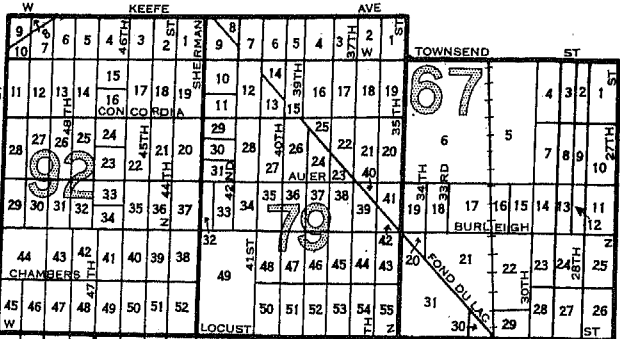 W KEEFE AVE
9 8 6 5 4 46TH 3 2 ST 1 SHERMAN 9 8 7 6 5 4 3 37TH 2 W 1 ST
10 7 TOWNSEND ST
11 12 13 14 15 17 18 19 10 12 14 39TH 16 17 18 19 67 4 3 2 1 ST
16 11 13 15 35TH
CON CORDIA
28 27 48TH 26 25 24 45TH 21 20 29 28 40TH 26 25 22 21 20 6 5 7 8 9 10 27TH
92 23 22 44TH 30 27 24 23 40 34TH 33RD
31 42ND AUER
29 30 31 32 33 35 36 N 37 33 34 35 36 37 38 39 41 19 18 17 16 15 14 13 11
34 79 42 BURLEIGH 12
32
44 43 42 41 40 39 38 49 41ST 48 47 46 45 44 43 20 FOND DU LAC 21 22 23 24 28TH N 25
CHAMBERS 47TH 30TH
45 46 47 48 49 50 51 52 50 51 52 53 54 TH 55 31 28 27 26
W LOCUST N 30 29 ST